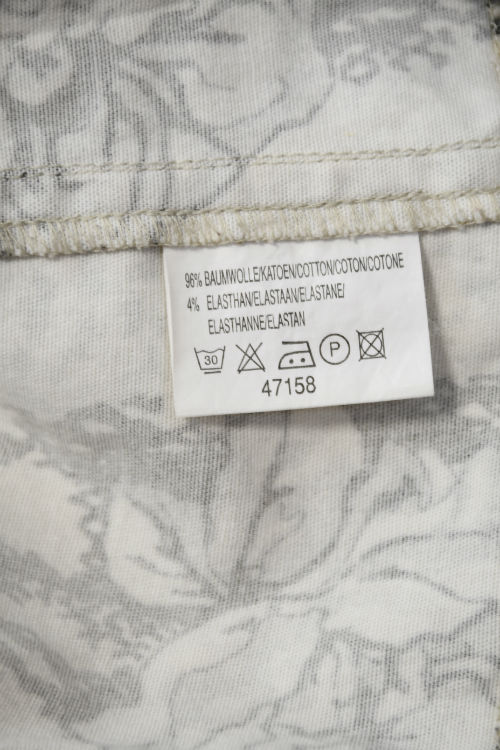 96% BAUMWOLLE/KATOEN/COTTON/COTON/COTONE
4% ELASTHAN/ELASTAAN/ELASTANE/
ELASTHANNE/ELASTAN
30 P
47158